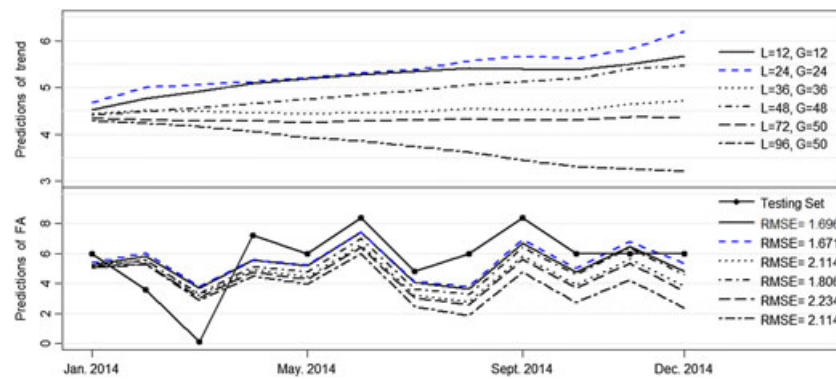 Predictions of trend
6
5
4
3
L=12, G=12
L=24, G=24
L=36, G=36
L=48, G=48
L=72, G=50
L=96, G=50
Predictions of FA
8
6
4
2
0
Testing Set
RMSE= 1.696
RMSE= 1.671
RMSE= 2.114
RMSE= 1.806
RMSE= 2.234
RMSE= 2.114
Jan. 2014
May. 2014
Sept. 2014
Dec. 2014